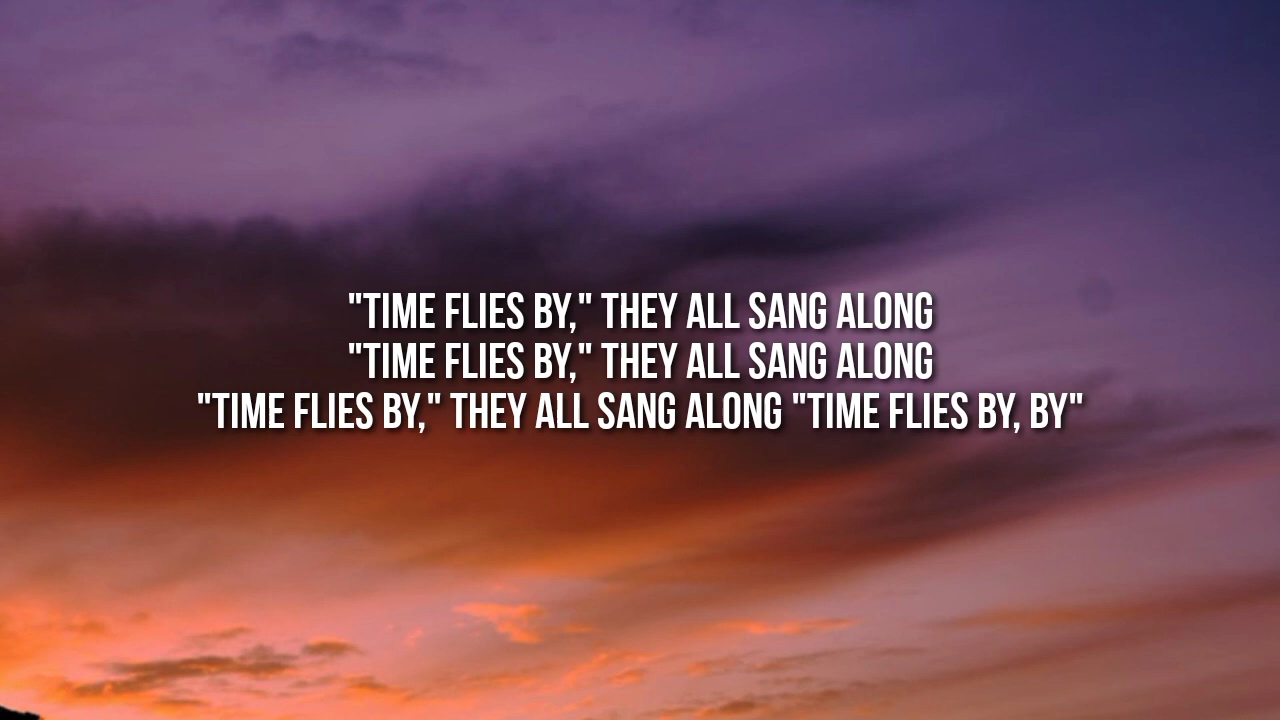 "TIME FLIES BY," THEY ALL SANG ALONG
"TIME FLIES BY," THEY ALL SANG ALONG
"TIME FLIES BY," THEY ALL SANG ALONG "TIME FLIES BY, BY"